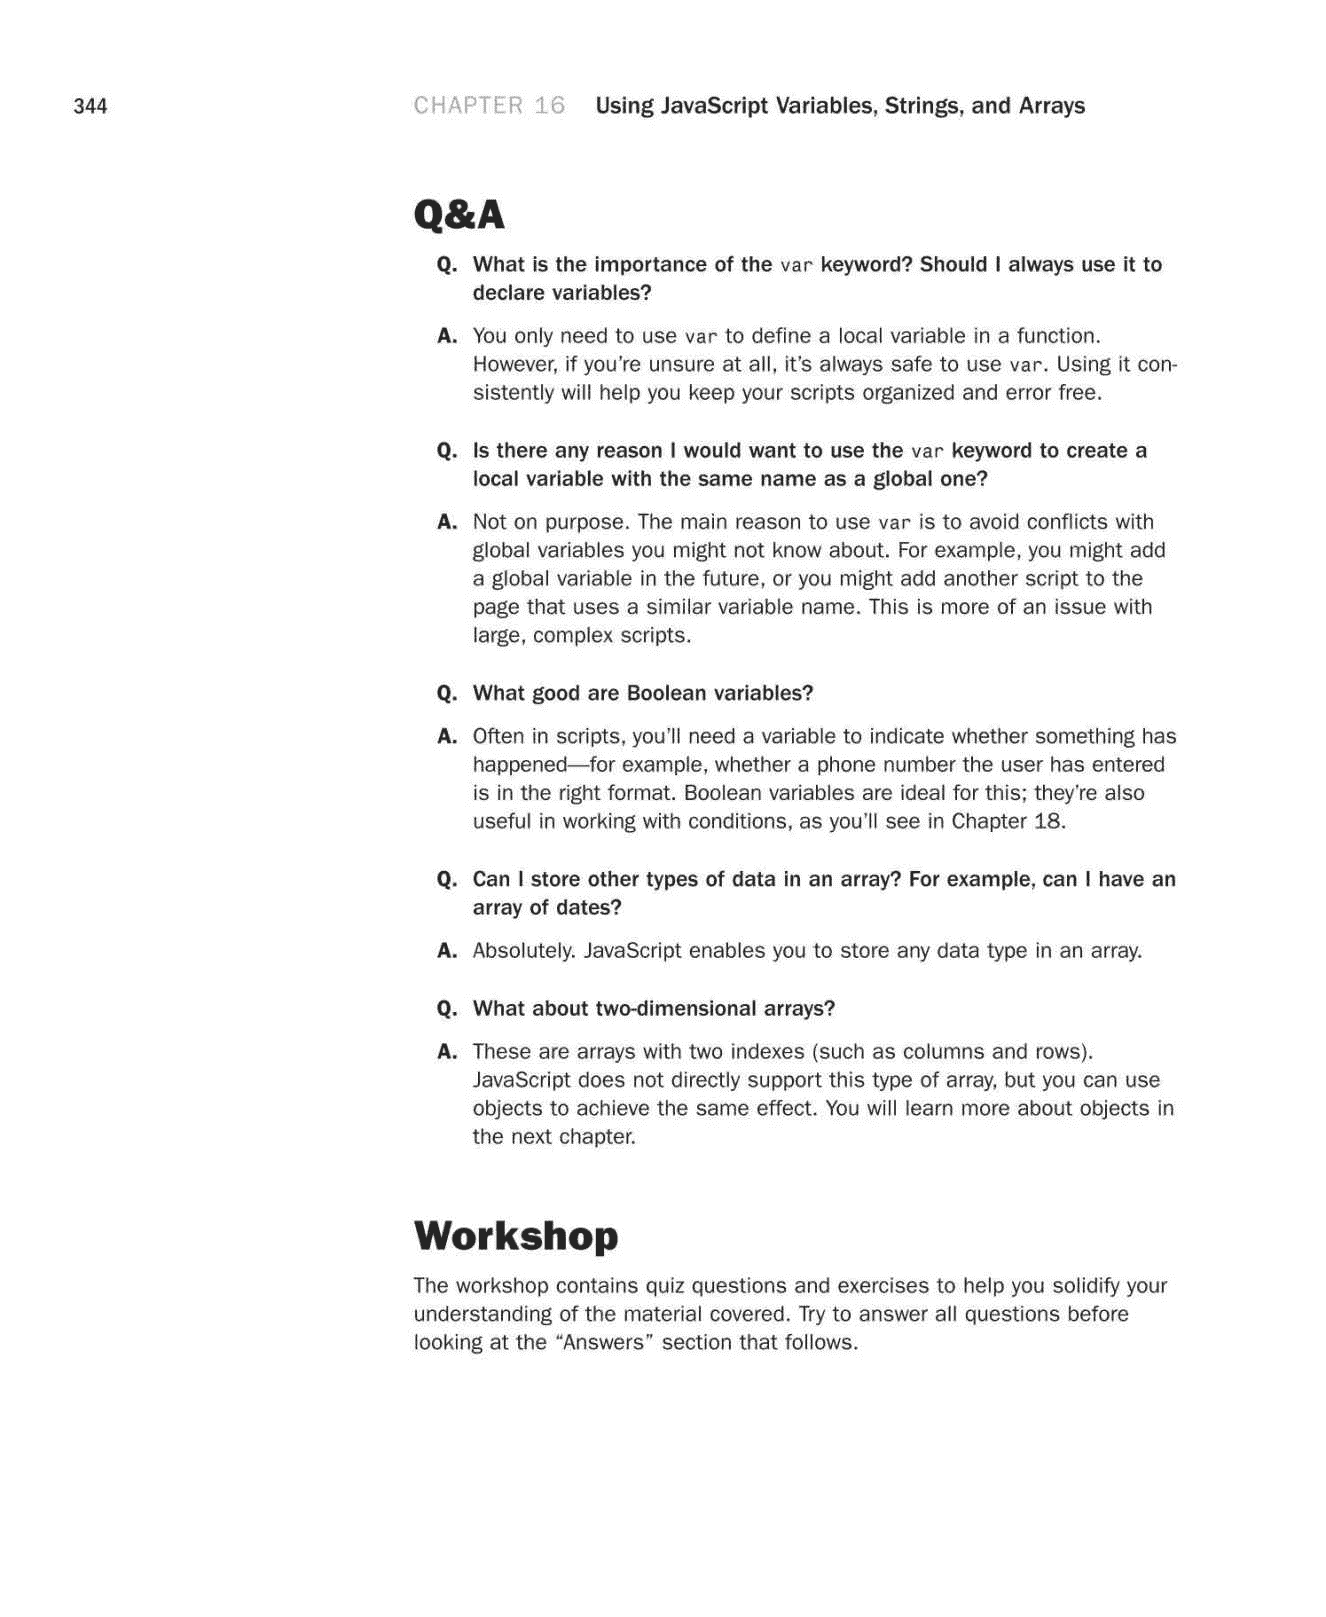 344
CHAPTER 16 Using JavaScript Variables, Strings, and Arrays
Q&A
Q. What is the importance of the var keyword? Should I always use it to
declare variables?
A. You only need to use var to define a local variable in a function.
However, if you're unsure at all, it's always safe to use var. Using it con-
sistently will help you keep your scripts organized and error free.
Q. Is there any reason I would want to use the var keyword to create a
local variable with the same name as a global one?
A. Not on purpose. The main reason to use var is to avoid conflicts with
global variables you might not know about. For example, you might add
a global variable in the future, or you might add another script to the
page that uses a similar variable name. This is more of an issue with
large, complex scripts.
Q. What good are Boolean variables?
A. Often in scripts, you'll need a variable to indicate whether something has
happened—for example, whether a phone number the user has entered
is in the right format. Boolean variables are ideal for this; they're also
useful in working with conditions, as you'll see in Chapter 18.
Q. Can I store other types of data in an array? For example, can I have an
array of dates?
A. Absolutely. JavaScript enables you to store any data type in an array.
Q. What about two-dimensional arrays?
A. These are arrays with two indexes (such as columns and rows).
JavaScript does not directly support this type of array, but you can use
objects to achieve the same effect. You will learn more about objects in
the next chapter.
Workshop
The workshop contains quiz questions and exercises to help you solidify your
understanding of the material covered. Try to answer all questions before
looking at the “Answers” section that follows.